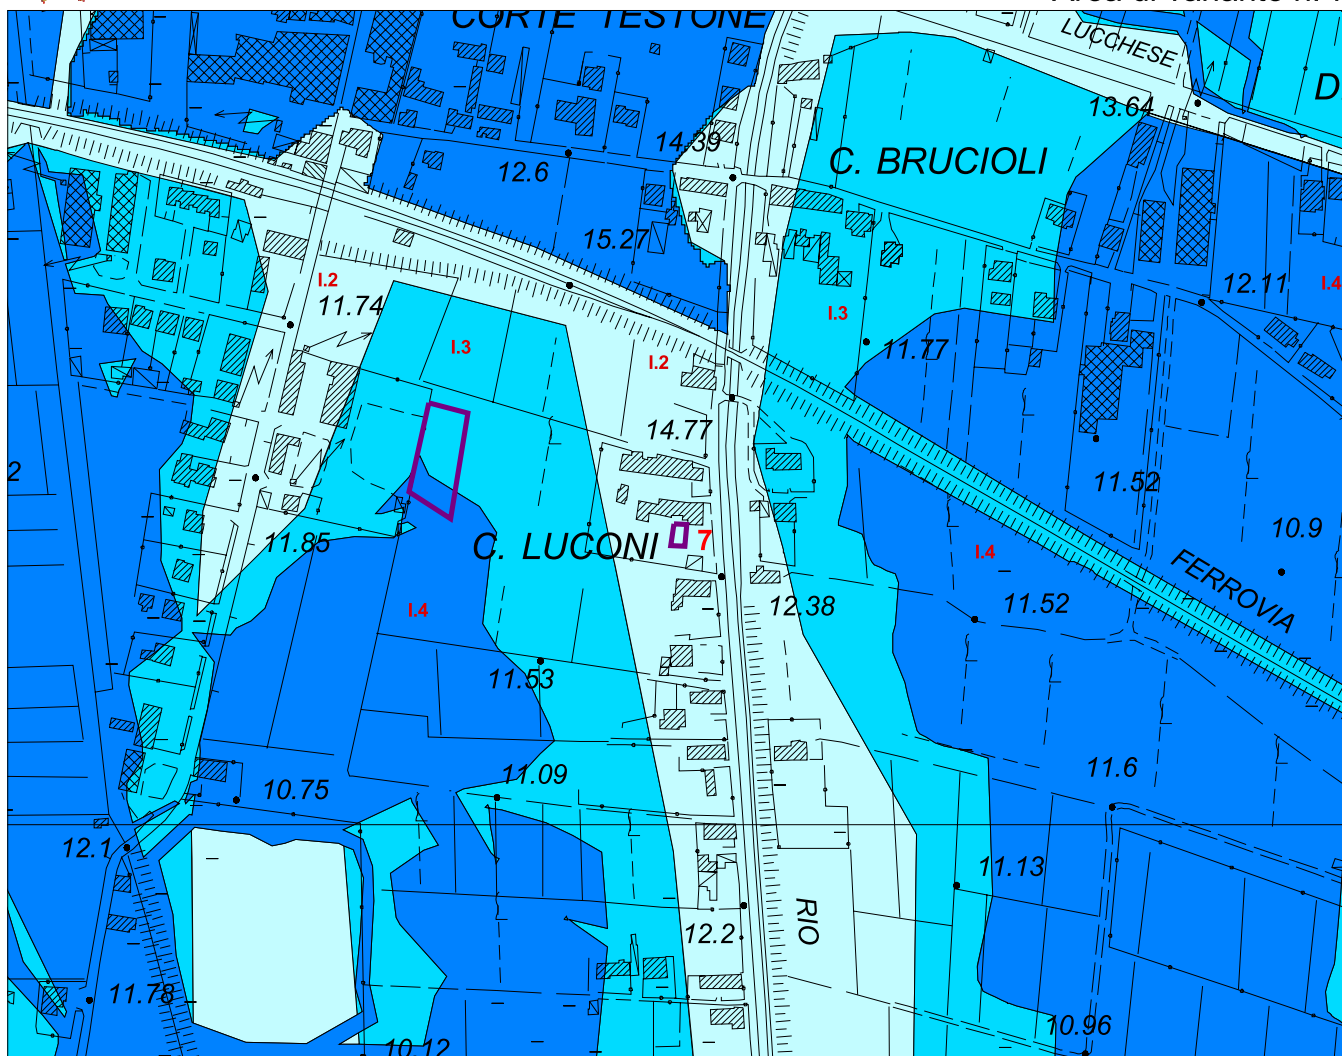 CORTE TESTONE
LUCCHESE
D
13.64
14.39
C. BRUCIOLI
12.6
15.27
I.2
11.74
12.11
I.4
I.3
I.3
11.77
I.2
14.77
2
11.52
10.9
11.85
C. LUCONI
7
I.4
FERROVIA
12.38
11.52
I.4
11.53
11.09
10.75
11.6
12.1
11.13
RIO
12.2
11.78
10.96
10.12